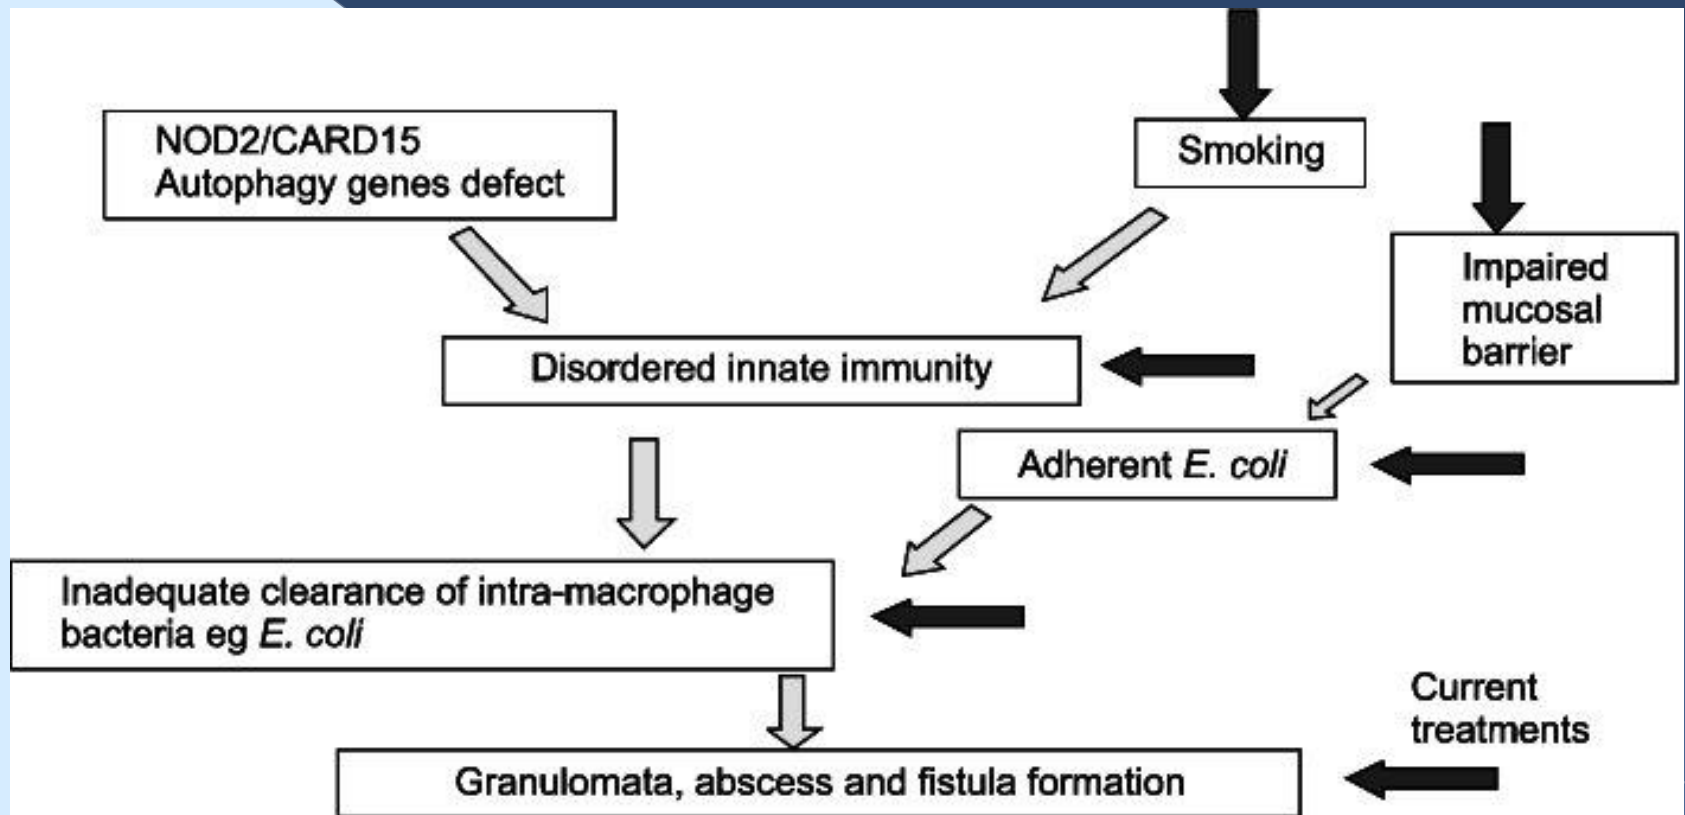 NOD2/CARD15
Autophagy genes defect
Smoking
Impaired
mucosal
barrier
Disordered innate immunity
Adherent E. coli
Inadequate clearance of intra-macrophage
bacteria eg E. coli
Current
treatments
Granulomata, abscess and fistula formation